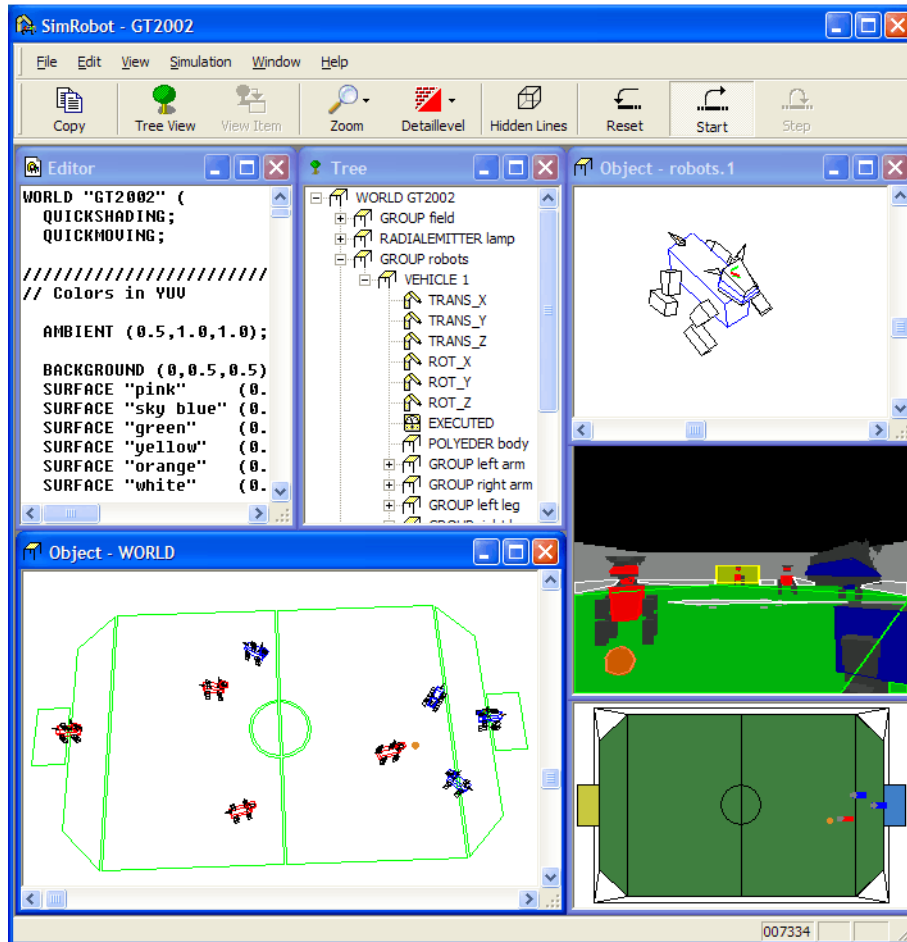 SimRobot - GT2002
File Edit View Simulation Window Help
Copy Tree View View Item Zoom Detaillevel Hidden Lines Reset Start Step
Editor
WORLD "GT2002" (
QUICKSHADING;
QUICKMOVING;
/////////////////////////
// Colors in YUV
AMBIENT (0.5,1.0,1.0);
BACKGROUND (0,0.5,0.5)
SURFACE "pink" (0.
SURFACE "sky blue" (0.
SURFACE "green" (0.
SURFACE "yellow" (0.
SURFACE "orange" (0.
SURFACE "white" (0.
Tree
WORLD GT2002
GROUP field
RADIALEMITTER lamp
GROUP robots
VEHICLE 1
TRANS_X
TRANS_Y
TRANS_Z
ROT_X
ROT_Y
ROT_Z
EXECUTED
POLYEDER body
GROUP left arm
GROUP right arm
GROUP left leg
Object - robots.1
Object - WORLD
007334